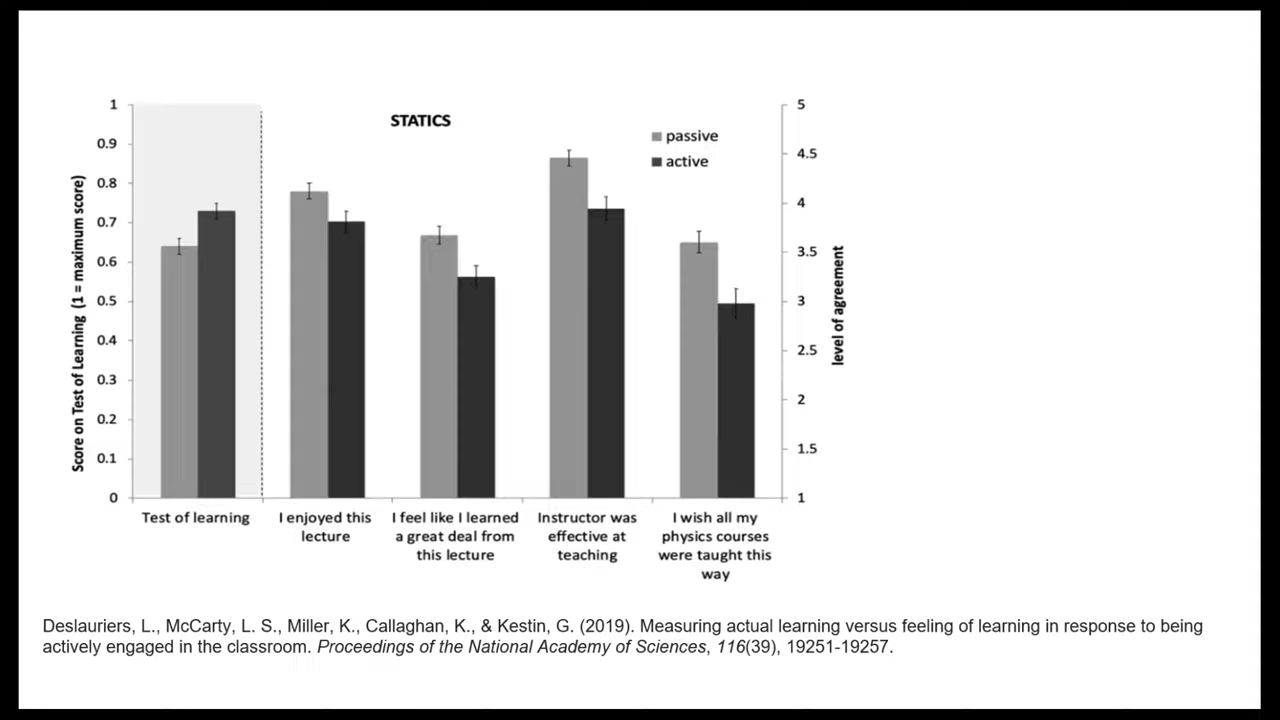 STATICS
passive
active
Score on Test of Learning (1 = maximum score)
1
0.9
0.8
0.7
0.6
0.5
0.4
0.3
0.2
0.1
0
5
4.5
4
3.5
3
2.5
2
1.5
1
level of agreement
Test of learning
I enjoyed this
lecture
I feel like I learned
a great deal from
this lecture
Instructor was
effective at
teaching
I wish all my
physics courses
were taught this
way
Deslauriers, L., McCarty, L. S., Miller, K., Callaghan, K., & Kestin, G. (2019). Measuring actual learning versus feeling of learning in response to being
actively engaged in the classroom. Proceedings of the National Academy of Sciences, 116(39), 19251-19257.